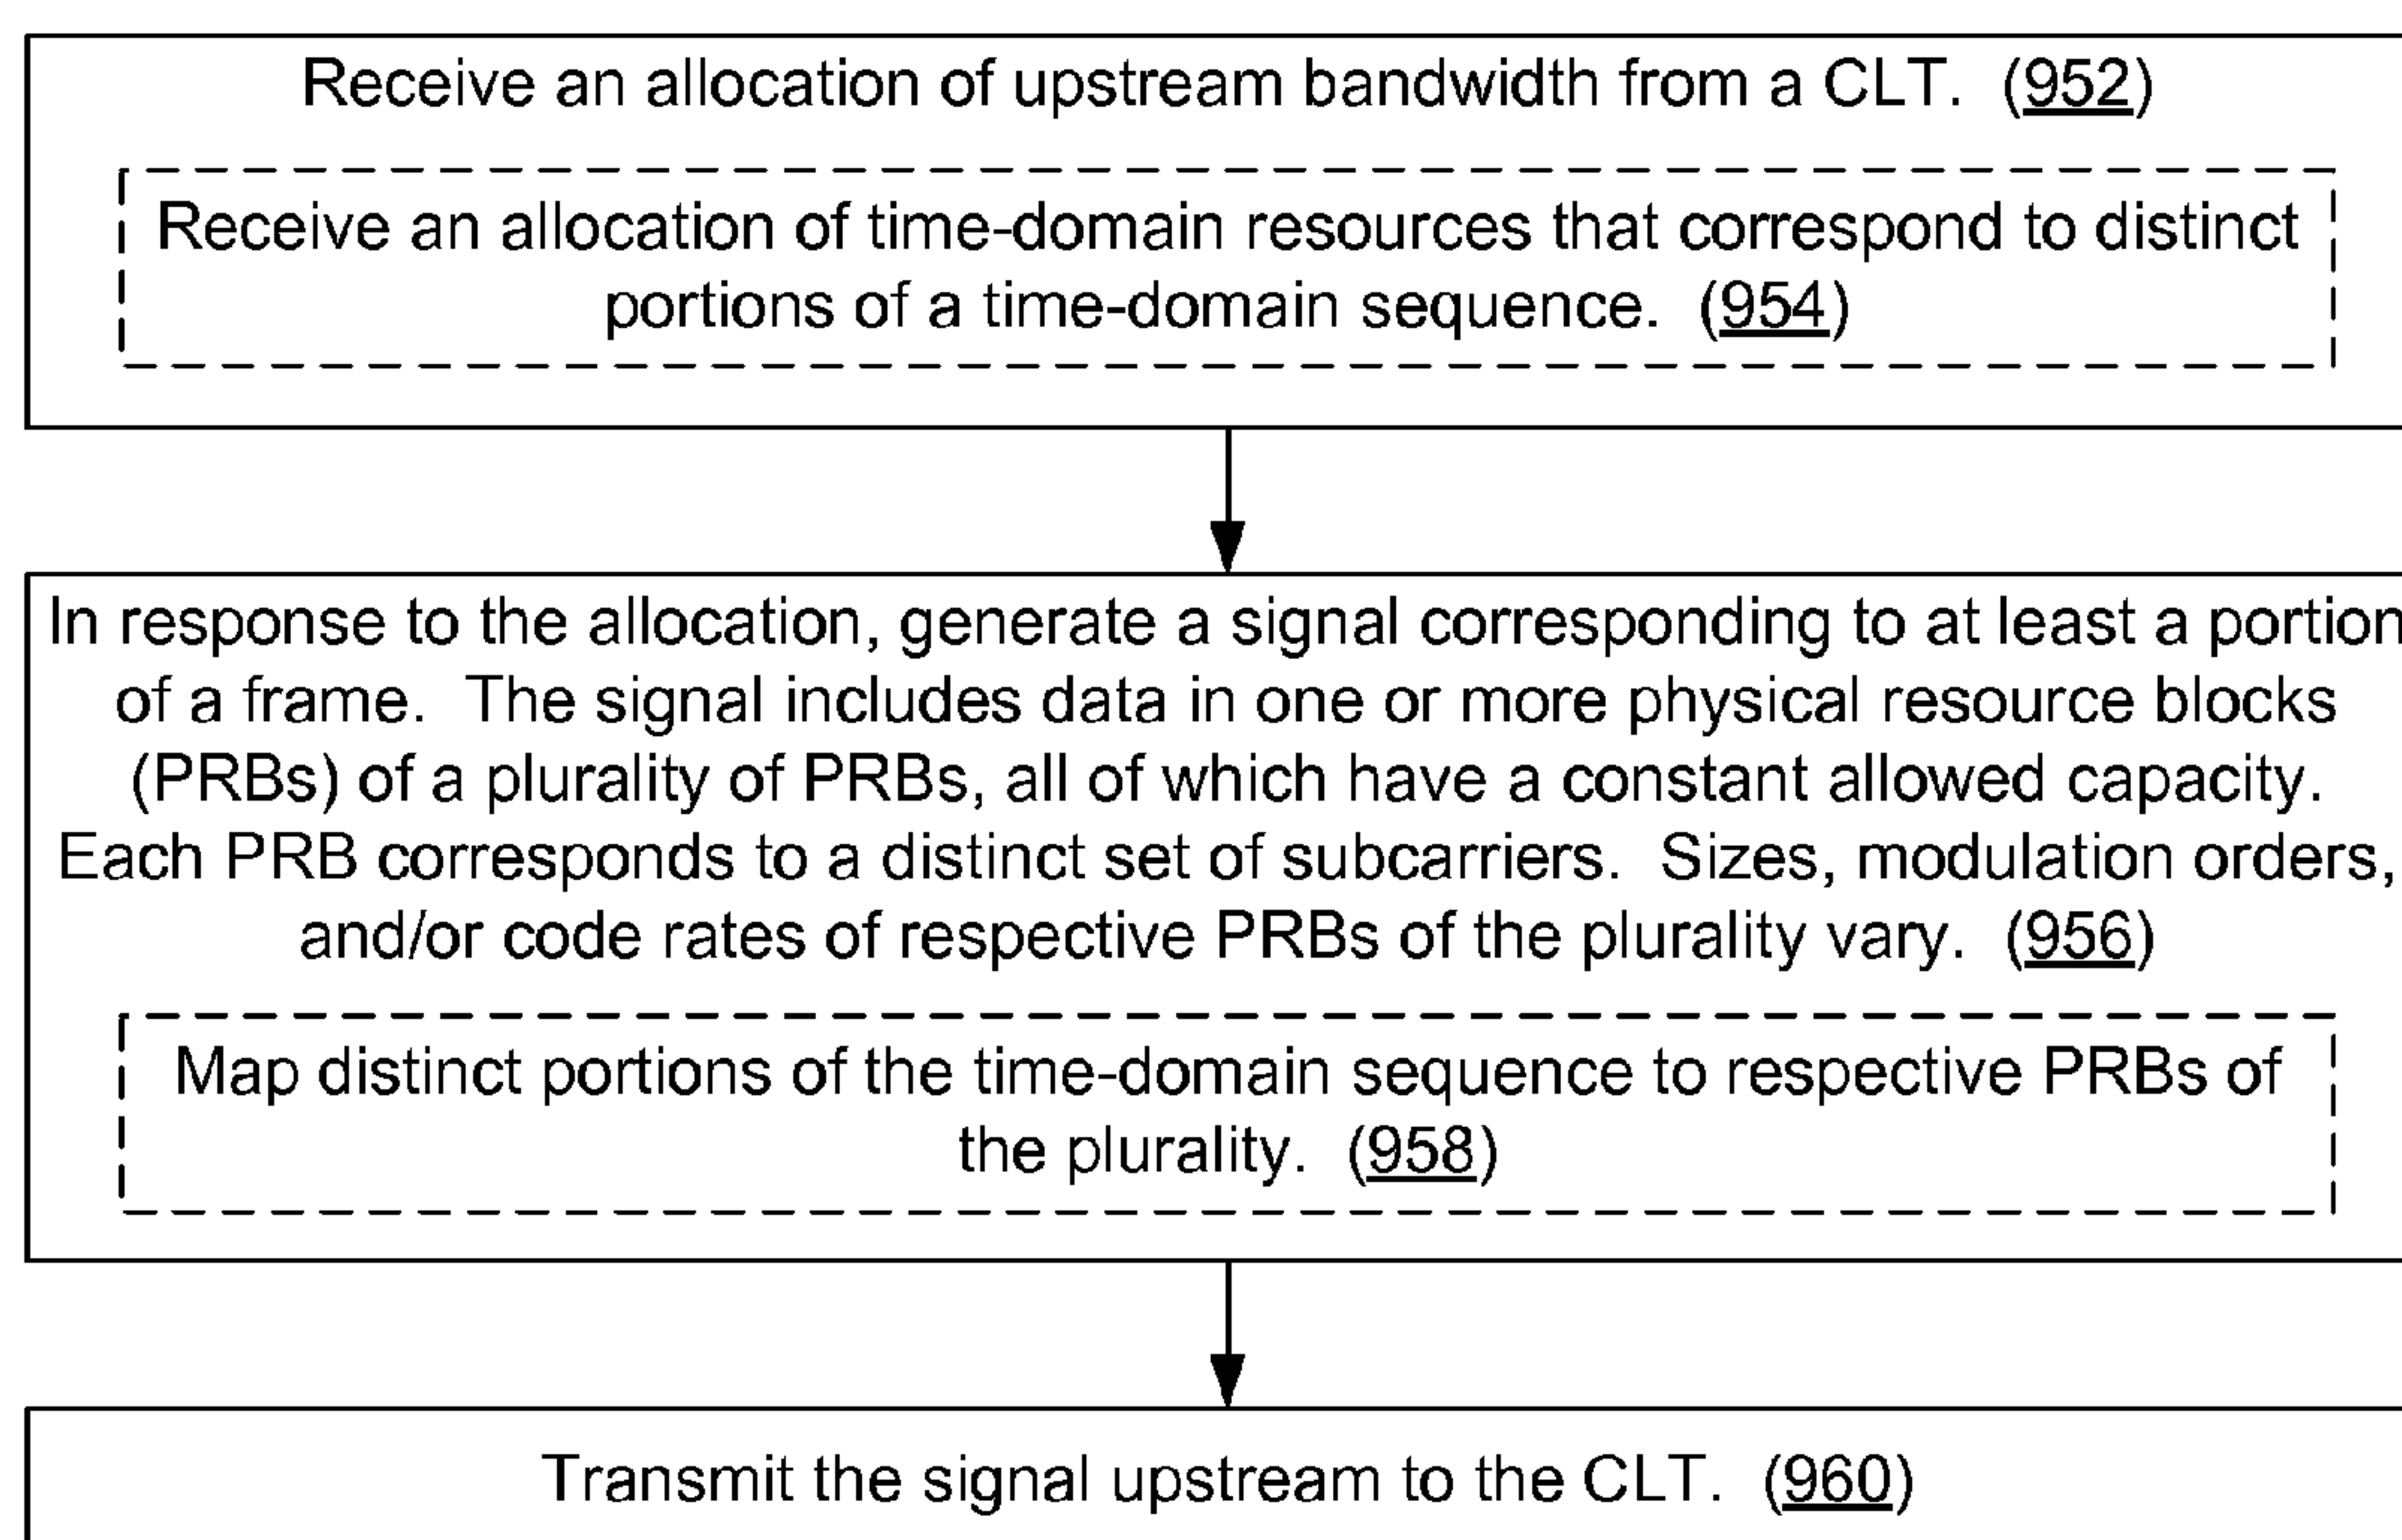 Receive an allocation of upstream bandwidth from a CLT. (952)
Receive an allocation of time-domain resources that correspond to distinct
portions of a time-domain sequence. (954)
In response to the allocation, generate a signal corresponding to at least a portion
of a frame. The signal includes data in one or more physical resource blocks
(PRBs) of a plurality of PRBs, all of which have a constant allowed capacity.
Each PRB corresponds to a distinct set of subcarriers. Sizes, modulation orders,
and/or code rates of respective PRBs of the plurality vary. (956)
Map distinct portions of the time-domain sequence to respective PRBs of
the plurality. (958)
Transmit the signal upstream to the CLT. (960)